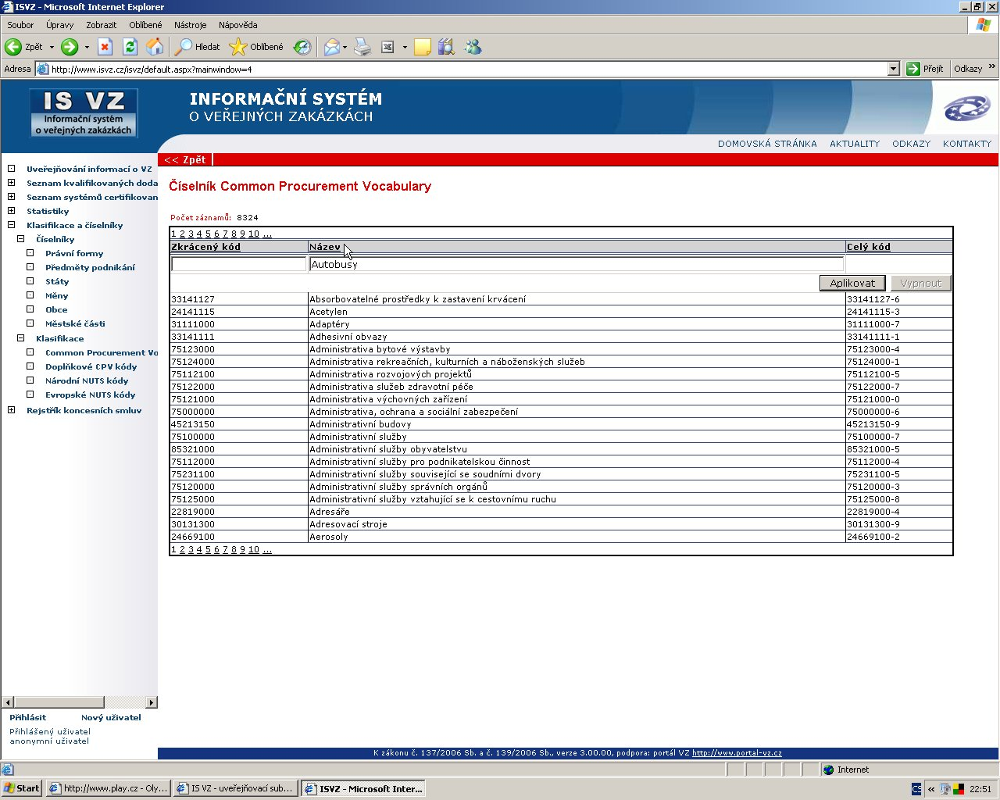 ISVZ - Microsoft Internet Explorer
Soubor Úpravy Zobrazit Oblíbené Nástroje Nápověda
Zpět Hledat Oblíbené
Adresa http://www.isvz.cz/isvz/default.aspx?mainwindow=4 Přejít Odkazy »
IS VZ
Informační systém
o veřejných zakázkách
INFORMAČNÍ SYSTÉM
O VEŘEJNÝCH ZAKÁZKÁCH
DOMOVSKÁ STRÁNKA AKTUALITY ODKAZY KONTAKTY
<< Zpět
Uveřejňování informací o VZ
Seznam kvalifikovaných doda
Seznam systémů certifikovan
Statistiky
Klasifikace a číselníky
Číselníky
Právní formy
Předměty podnikání
Státy
Měny
Obce
Městské části
Klasifikace
Common Procurement Vo
Doplňkové CPV kódy
Národní NUTS kódy
Evropské NUTS kódy
Rejstřík koncesních smluv
Přihlásit Nový uživatel
Přihlášený uživatel
anonymní uživatel
Číselník Common Procurement Vocabulary
Počet záznamů: 8324
1 2 3 4 5 6 7 8 9 10 ...
Zkrácený kód Název Celý kód
Autobusy
Aplikovat Vypnout
33141127 Absorbovatelné prostředky k zastavení krvácení 33141127-6
24141115 Acetylen 24141115-3
31111000 Adaptéry 31111000-7
33141111 Adhesivní obvazy 33141111-1
75123000 Administrativa bytové výstavby 75123000-4
75124000 Administrativa rekreačních, kulturních a náboženských služeb 75124000-1
75112100 Administrativa rozvojových projektů 75112100-5
75122000 Administrativa služeb zdravotní péče 75122000-7
75121000 Administrativa výchovných zařízení 75121000-0
75000000 Administrativa, ochrana a sociální zabezpečení 75000000-6
45213150 Administrativní budovy 45213150-9
75100000 Administrativní služby 75100000-7
85321000 Administrativní služby obyvatelstvu 85321000-5
75112000 Administrativní služby pro podnikatelskou činnost 75112000-4
75231100 Administrativní služby související se soudními dvory 75231100-5
75120000 Administrativní služby správních orgánů 75120000-3
75125000 Administrativní služby vztahující se k cestovnímu ruchu 75125000-8
22819000 Adresáře 22819000-4
30131300 Adresovací stroje 30131300-9
24669100 Aerosoly 24669100-2
1 2 3 4 5 6 7 8 9 10 ...
K zákonu č. 137/2006 Sb. a č. 139/2006 Sb., verze 3.00.00, podpora: portál VZ http://www.portal-vz.cz
Internet
Start http://www.play.cz - Oly... IS VZ - uveřejňovací sub... ISVZ - Microsoft Inter... CS « 22:51